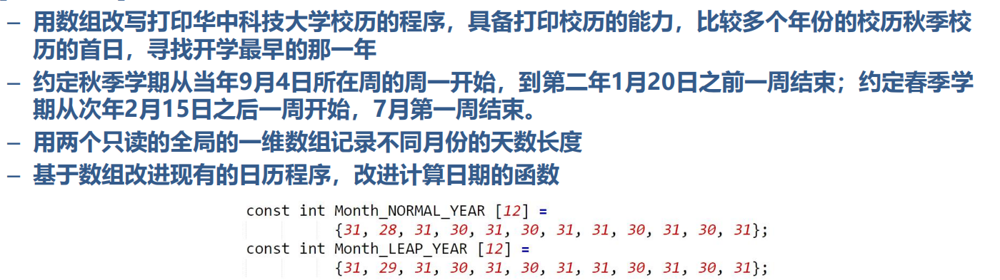 – 用数组改写打印华中科技大学校历的程序，具备打印校历的能力，比较多个年份的校历秋季校
历的首日，寻找开学最早的那一年
– 约定秋季学期从当年9月4日所在周的周一开始，到第二年1月20日之前一周结束；约定春季学
期从次年2月15日之后一周开始，7月第一周结束。
– 用两个只读的全局的一维数组记录不同月份的天数长度
– 基于数组改进现有的日历程序，改进计算日期的函数
const int Month_NORMAL_YEAR [12] =
{31, 28, 31, 30, 31, 30, 31, 31, 30, 31, 30, 31};
const int Month_LEAP_YEAR [12] =
{31, 29, 31, 30, 31, 30, 31, 31, 30, 31, 30, 31};